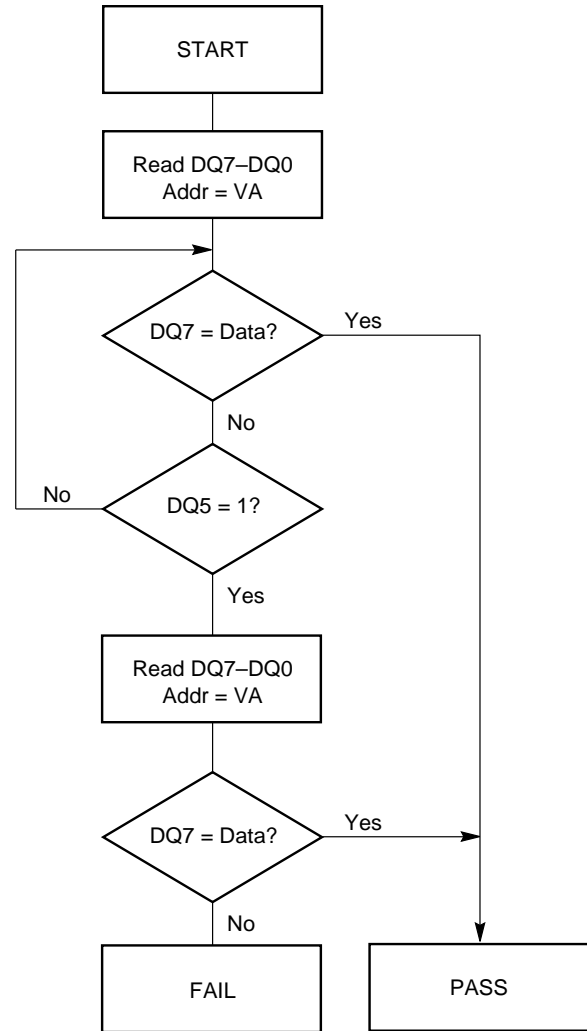 START
Read DQ7–DQ0
Addr = VA
DQ7 = Data?
Yes
No
No
DQ5 = 1?
Yes
Read DQ7–DQ0
Addr = VA
DQ7 = Data?
Yes
No
FAIL
PASS